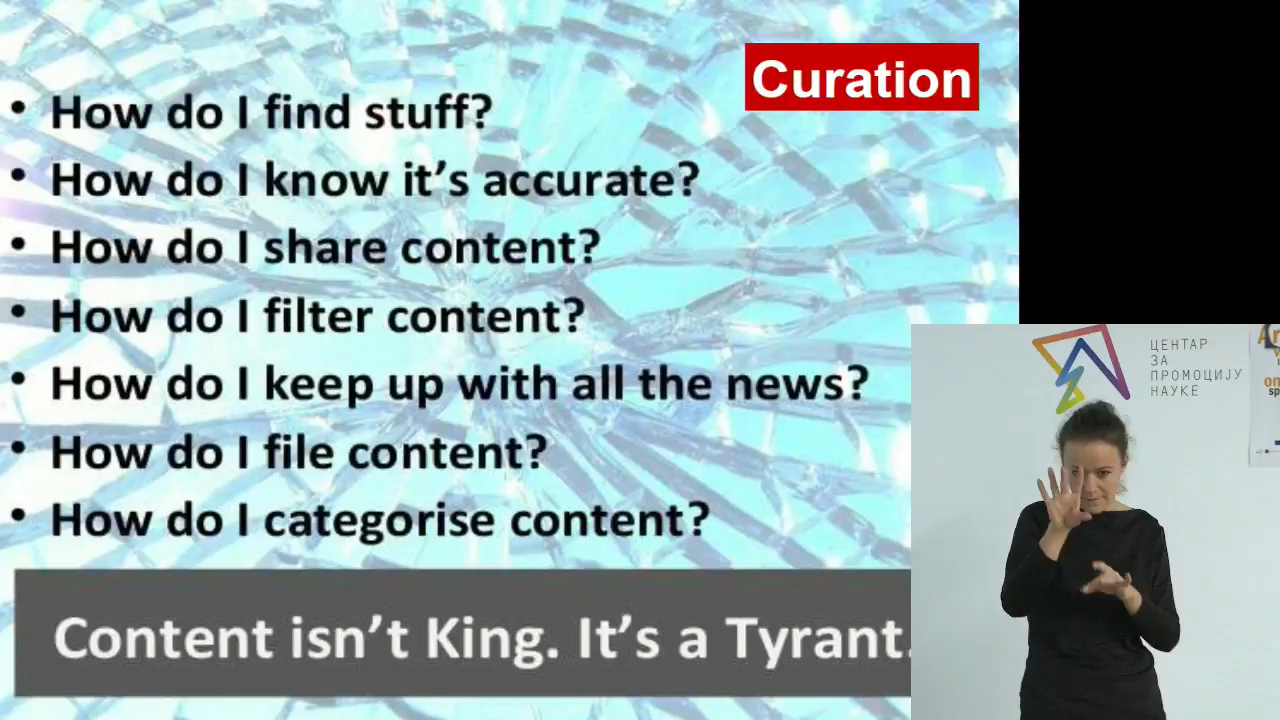 Curation
• How do I find stuff?
• How do I know it's accurate?
• How do I share content?
• How do I filter content?
• How do I keep up with all the news?
• How do I file content?
• How do I categorise content?
Content isn't King. It's a Tyrant.
ЦЕНТАР
ЗА
ПРОМОЦИЈУ
НАУКЕ